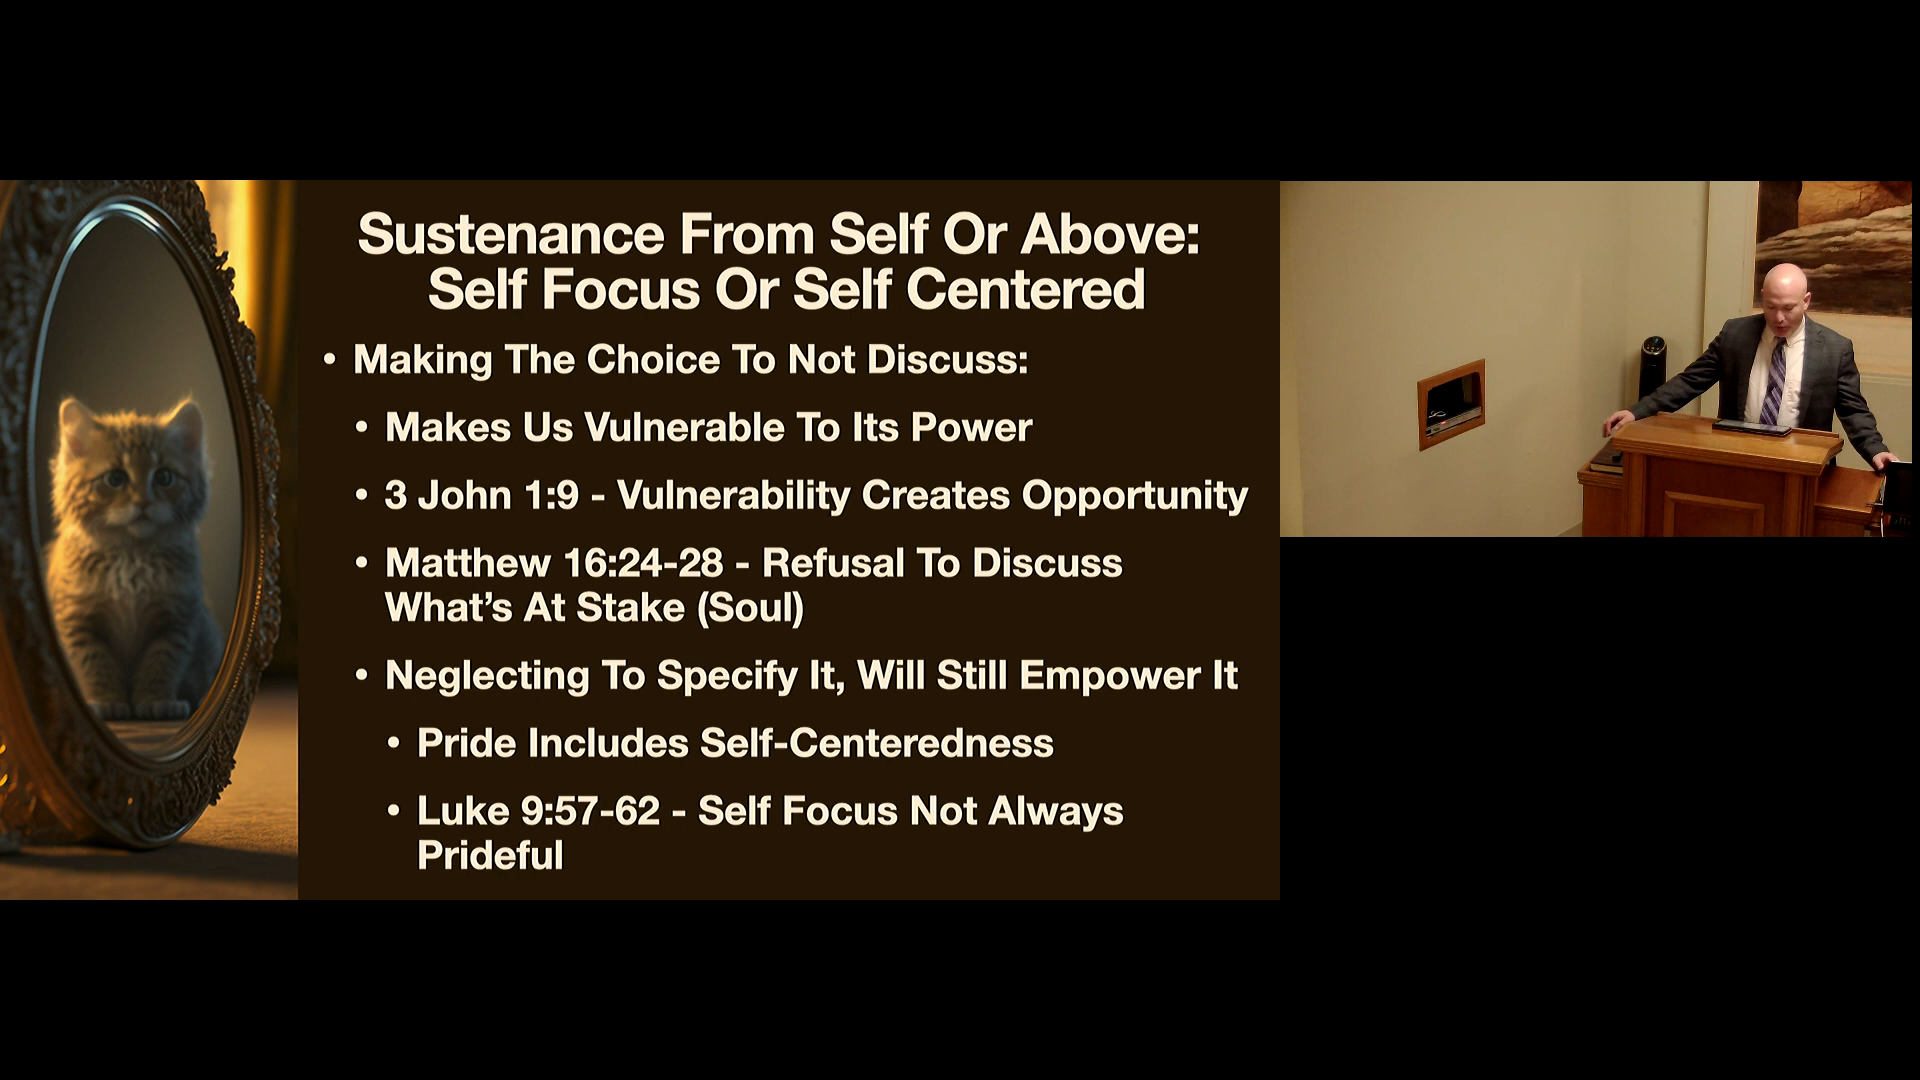 Sustenance From Self Or Above:
Self Focus Or Self Centered
• Making The Choice To Not Discuss:
• Makes Us Vulnerable To Its Power
• 3 John 1:9 - Vulnerability Creates Opportunity
• Matthew 16:24-28 - Refusal To Discuss
What’s At Stake (Soul)
• Neglecting To Specify It, Will Still Empower It
• Pride Includes Self-Centeredness
• Luke 9:57-62 - Self Focus Not Always
Prideful